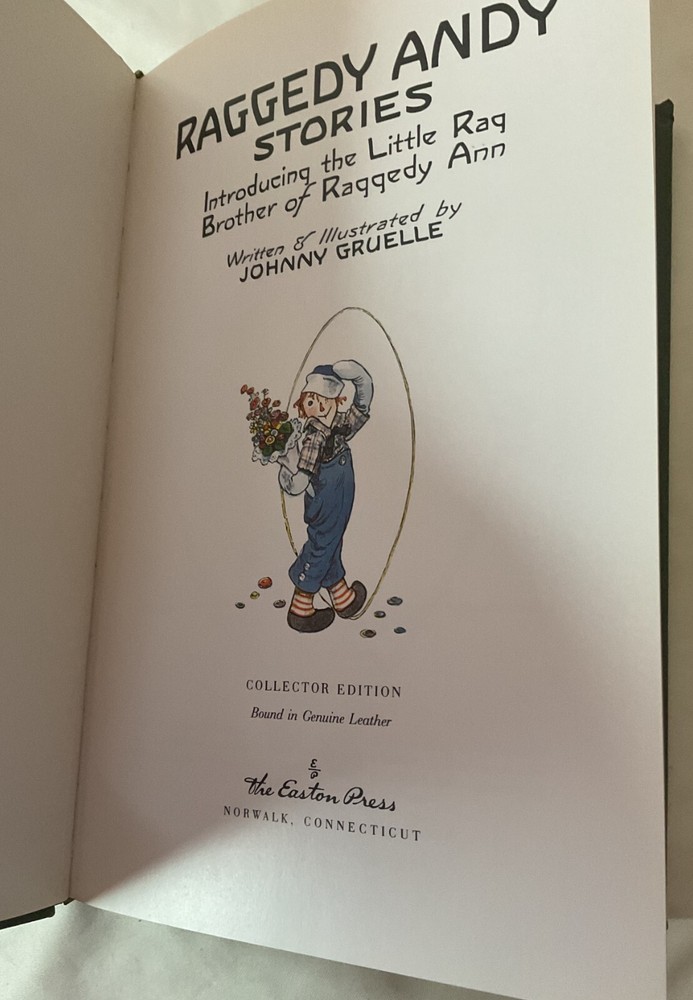 RAGGEDY ANDY
STORIES
Introducing the Little Rag
Brother of Raggedy Ann
Written & Illustrated by
JOHNNY GRUELLE
COLLECTOR EDITION
Bound in Genuine Leather
E
P
The Easton Press
NORWALK, CONNECTICUT